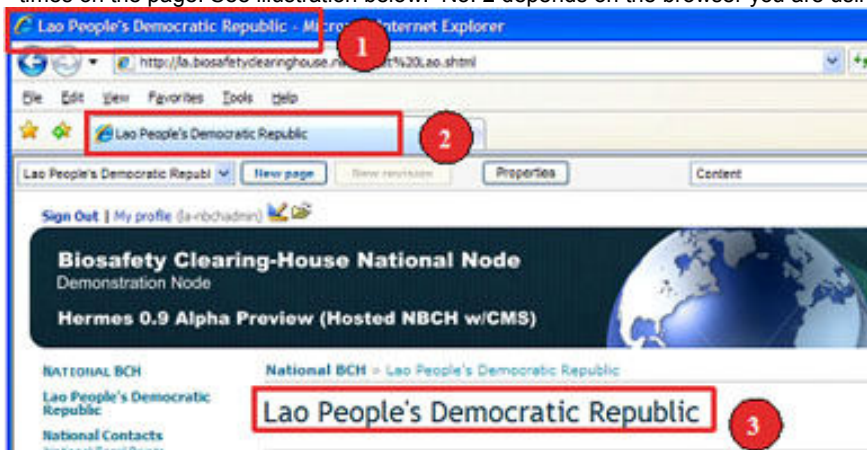 times on the page. See illustration below. No. 2 depends on the browser you are usi
Lao People's Democratic Republic - Mic Internet Explorer
1
http://la.biosafetyclearinghouse. %20Lao.shtml
File Edit View Favorites Tools Help
Lao People's Democratic Republic
2
Lao People's Democratic Republ New page New revision Properties Content
Sign Out | My profile (la-nbchadmin)
Biosafety Clearing-House National Node
Demonstration Node
Hermes 0.9 Alpha Preview (Hosted NBCH w/CMS)
NATIONAL BCH
National BCH > Lao People's Democratic Republic
Lao People's Democratic
Republic
Lao People's Democratic Republic
3
National Contacts
National Focal Points